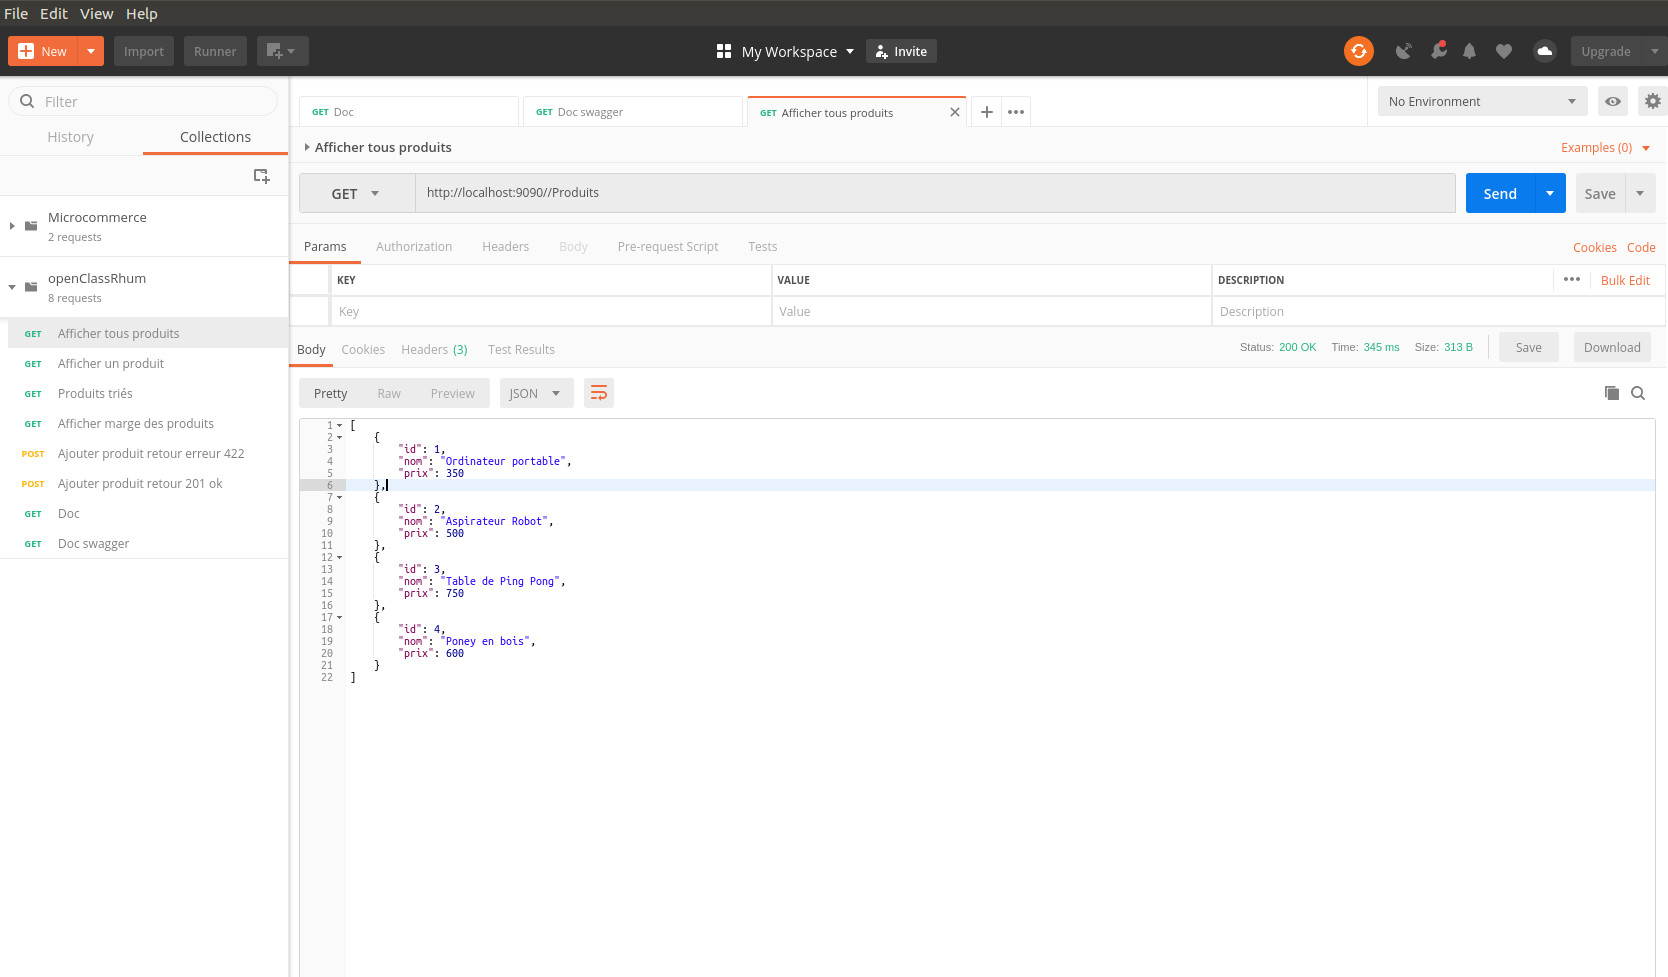 File Edit View Help
New Import Runner My Workspace Invite Upgrade
Filter
History Collections
Microcommerce
2 requests
openClassRhum
8 requests
GET Afficher tous produits
GET Afficher un produit
GET Produits triés
GET Afficher marge des produits
POST Ajouter produit retour erreur 422
POST Ajouter produit retour 201 ok
GET Doc
GET Doc swagger
GET Doc GET Doc swagger GET Afficher tous produits No Environment
Afficher tous produits Examples (0)
GET http://localhost:9090//Produits Send Save
Params Authorization Headers Body Pre-request Script Tests Cookies Code
KEY VALUE DESCRIPTION Bulk Edit
Key Value Description
Body Cookies Headers (3) Test Results Status: 200 OK Time: 345 ms Size: 313 B Save Download
Pretty Raw Preview JSON
1 [
2 {
3 "id": 1,
4 "nom": "Ordinateur portable",
5 "prix": 350
6 },
7 {
8 "id": 2,
9 "nom": "Aspirateur Robot",
10 "prix": 500
11 },
12 {
13 "id": 3,
14 "nom": "Table de Ping Pong",
15 "prix": 750
16 },
17 {
18 "id": 4,
19 "nom": "Poney en bois",
20 "prix": 600
21 }
22 ]